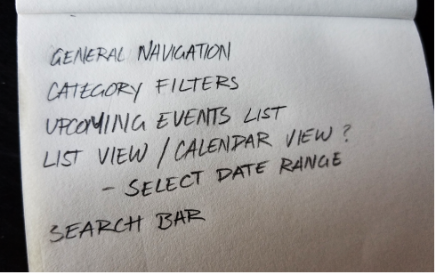 GENERAL NAVIGATION
CATEGORY FILTERS
UPCOMING EVENTS LIST
LIST VIEW / CALENDAR VIEW ?
- SELECT DATE RANGE
SEARCH BAR